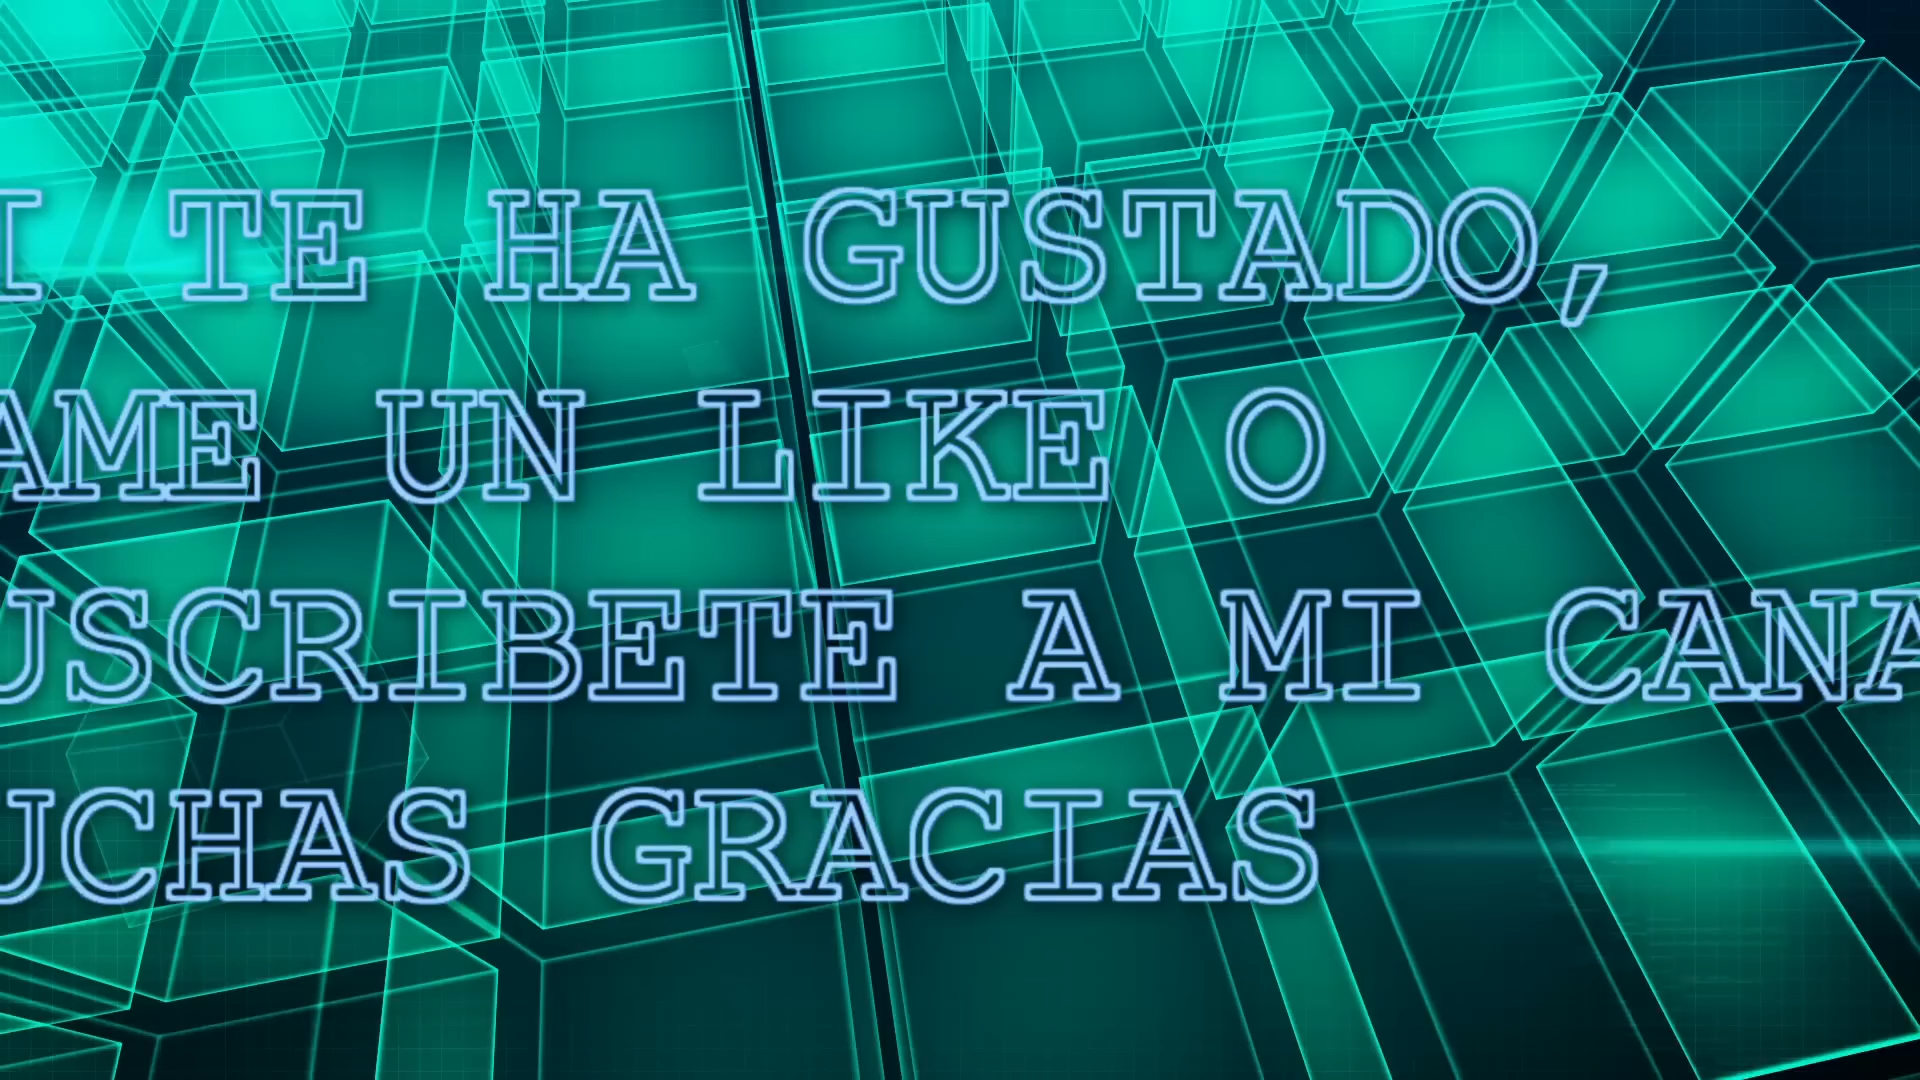 I TE HA GUSTADO,
AME UN LIKE O
USCRIBETE A MI CANA
UCHAS GRACIAS